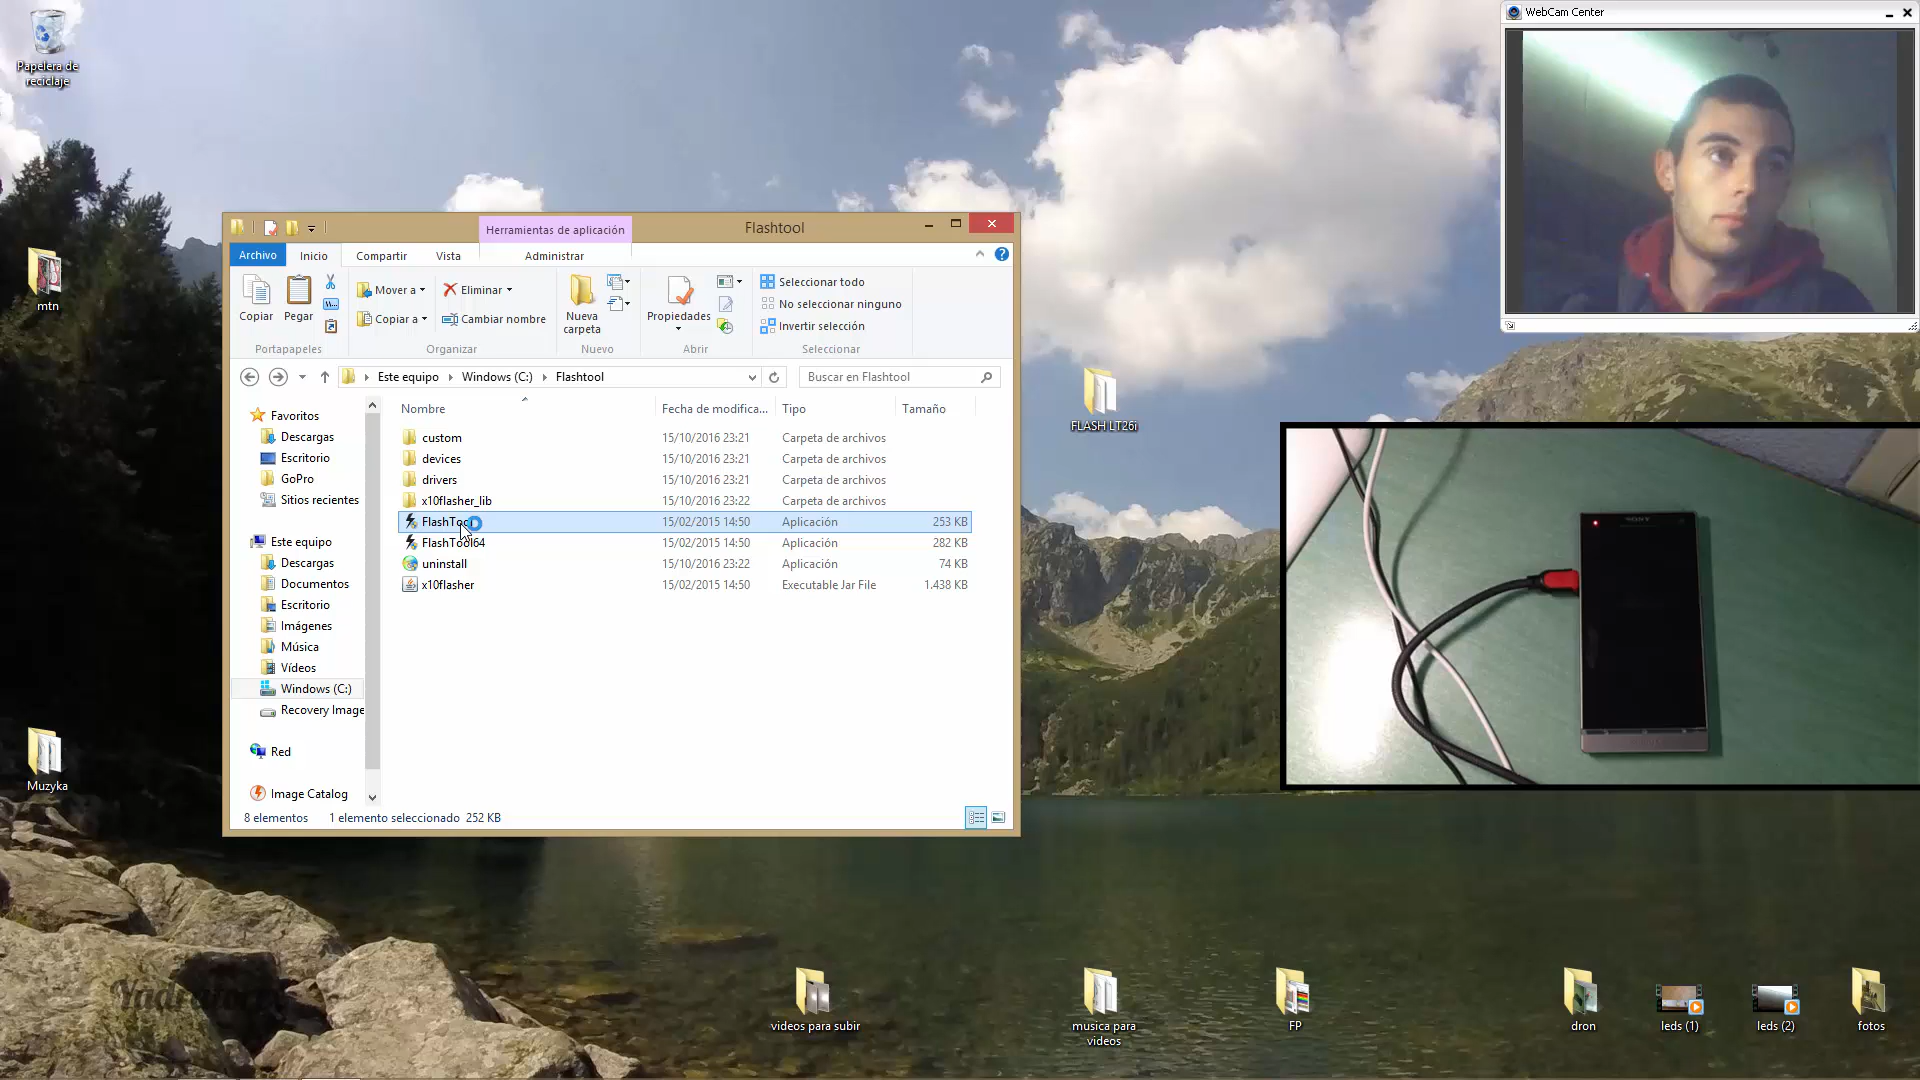 Papelera de
reciclaje
mtn
Muzyka
WebCam Center
FLASH LT26i
SONY
Herramientas de aplicación
Flashtool
Archivo
Inicio
Compartir
Vista
Administrar
Copiar
Pegar
Mover a
Copiar a
Eliminar
Cambiar nombre
Nueva
carpeta
Propiedades
Seleccionar todo
No seleccionar ninguno
Invertir selección
Portapapeles
Organizar
Nuevo
Abrir
Seleccionar
Este equipo
Windows (C:)
Flashtool
Buscar en Flashtool
Favoritos
Descargas
Escritorio
GoPro
Sitios recientes
Este equipo
Descargas
Documentos
Escritorio
Imágenes
Música
Vídeos
Windows (C:)
Recovery Image
Red
Image Catalog
Nombre Fecha de modifica... Tipo Tamaño
custom 15/10/2016 23:21 Carpeta de archivos
devices 15/10/2016 23:21 Carpeta de archivos
drivers 15/10/2016 23:21 Carpeta de archivos
x10flasher_lib 15/10/2016 23:22 Carpeta de archivos
FlashTool 15/02/2015 14:50 Aplicación 253 KB
FlashTool64 15/02/2015 14:50 Aplicación 282 KB
uninstall 15/10/2016 23:22 Aplicación 74 KB
x10flasher 15/02/2015 14:50 Executable Jar File 1.438 KB
8 elementos 1 elemento seleccionado 252 KB
videos para subir
musica para
videos
FP
dron
leds (1)
leds (2)
fotos